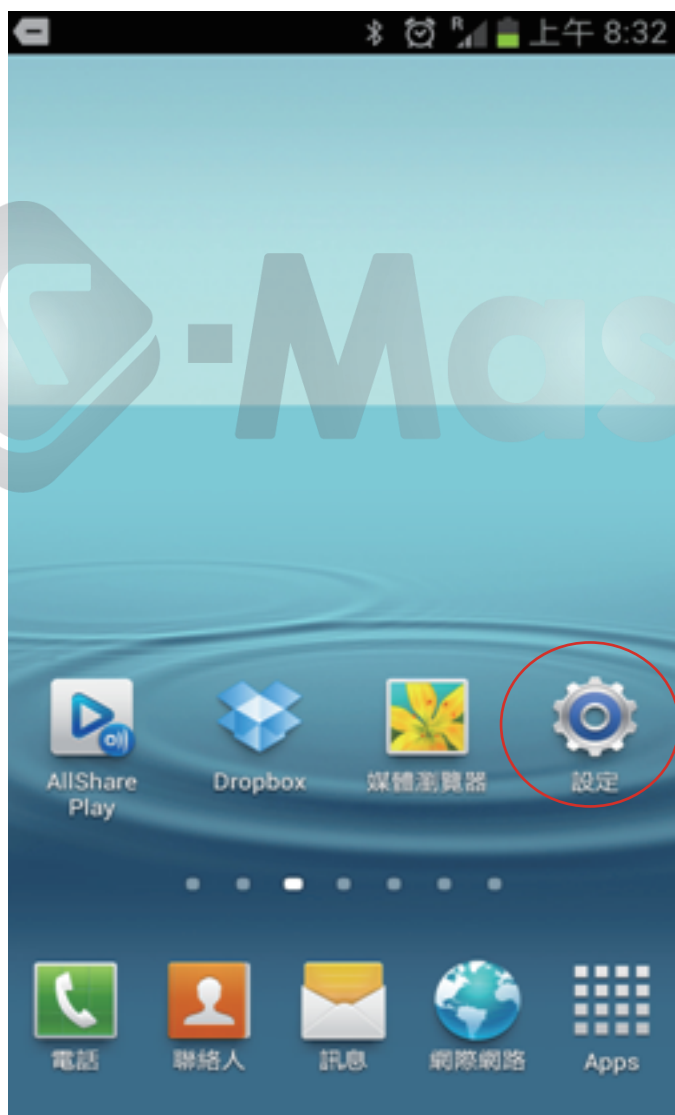 R 上午 8:32
S-Mas
AllShare
Play
Dropbox
媒體瀏覽器
設定
電話
聯絡人
訊息
網際網路
Apps